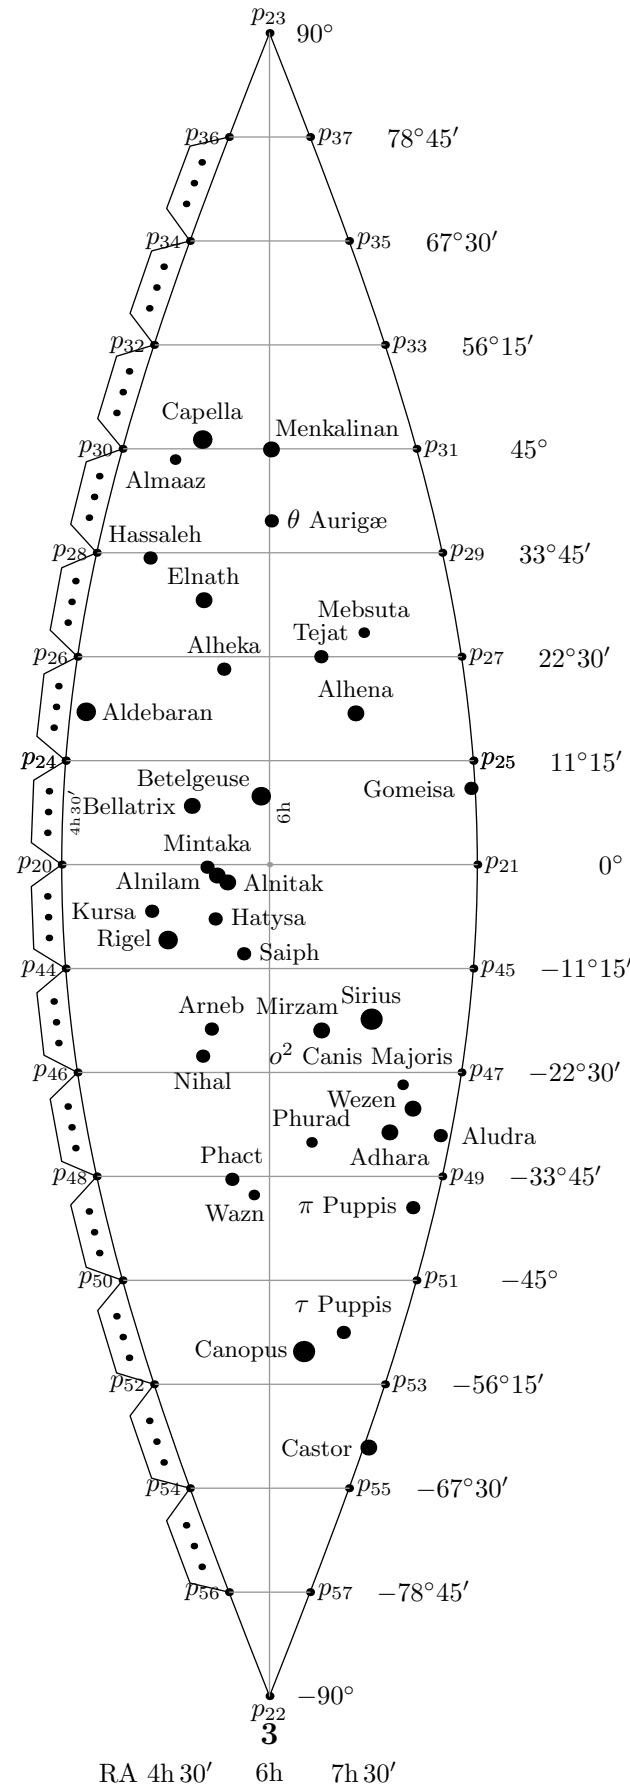 p23 90°
p36 p37 78°45′
p34 p35 67°30′
p32 p33 56°15′
Capella
Menkalinan
p30 p31 45°
Almaaz
θ Aurigæ
Hassaleh
p28 p29 33°45′
Elnath
Mebsuta
Tejat
Alheka
p26 p27 22°30′
Alhena
Aldebaran
p24 p25 11°15′
Betelgeuse
Gomeisa
4h 30′
Bellatrix
6h
Mintaka
p20 p21 0°
Alnilam Alnitak
Kursa Hatysa
Rigel
Saiph
p44 p45 −11°15′
Sirius
Arneb Mirzam
o² Canis Majoris
p46 p47 −22°30′
Nihal
Wezen
Phurad
Aludra
Adhara
Phact
p48 p49 −33°45′
Wazn π Puppis
p50 p51 −45°
τ Puppis
Canopus
p52 p53 −56°15′
Castor
p54 p55 −67°30′
p56 p57 −78°45′
−90°
p22
3
RA 4h 30′ 6h 7h 30′